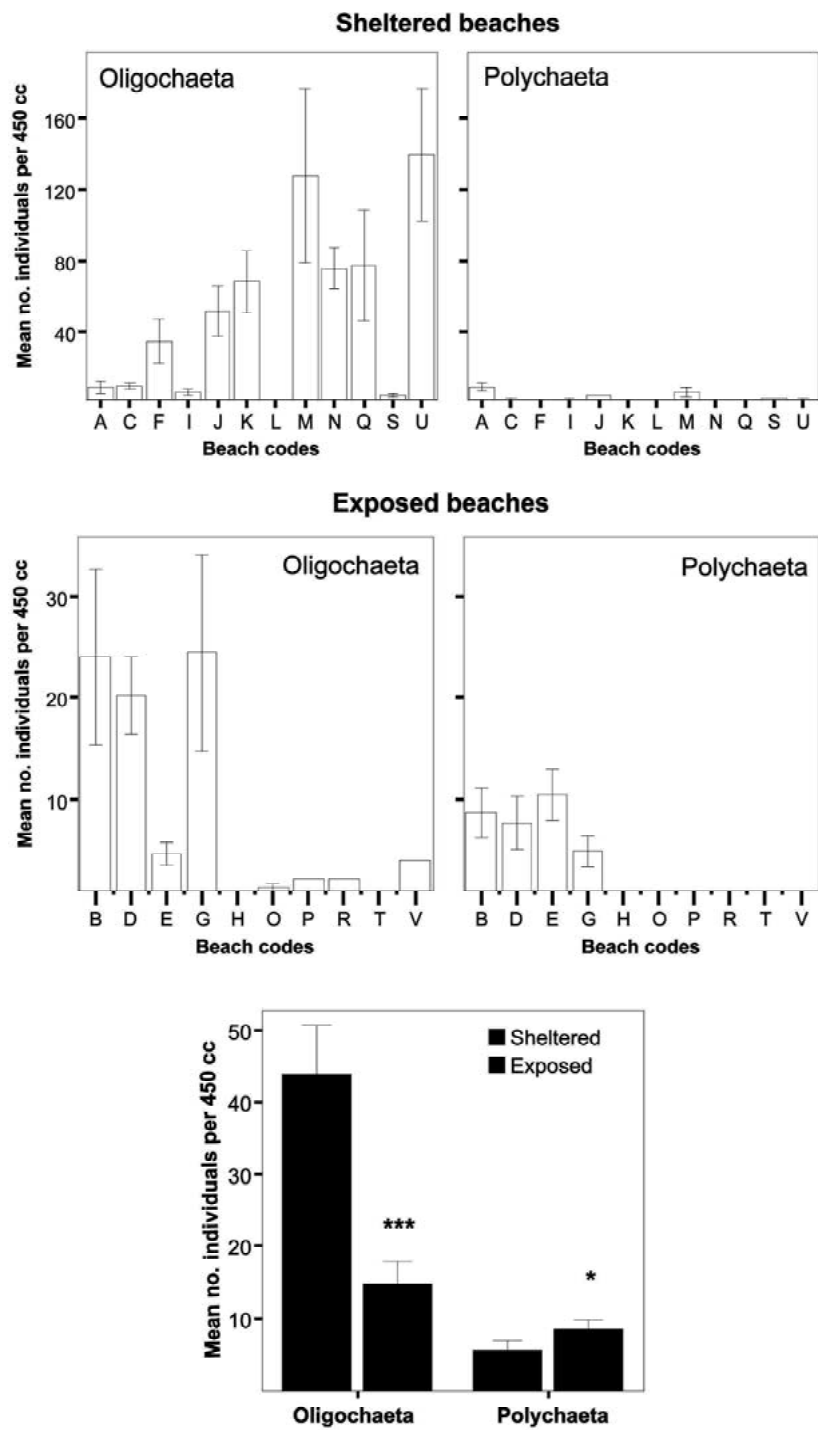 Sheltered beaches
Oligochaeta
Polychaeta
Mean no. individuals per 450 cc
160
120
80
40
A C F I J K L M N Q S U
A C F I J K L M N Q S U
Beach codes
Beach codes
Exposed beaches
Oligochaeta
Polychaeta
Mean no. individuals per 450 cc
30
20
10
B D E G H O P R T V
B D E G H O P R T V
Beach codes
Beach codes
Mean no. individuals per 450 cc
50
40
30
20
10
Sheltered
Exposed
***
*
Oligochaeta
Polychaeta